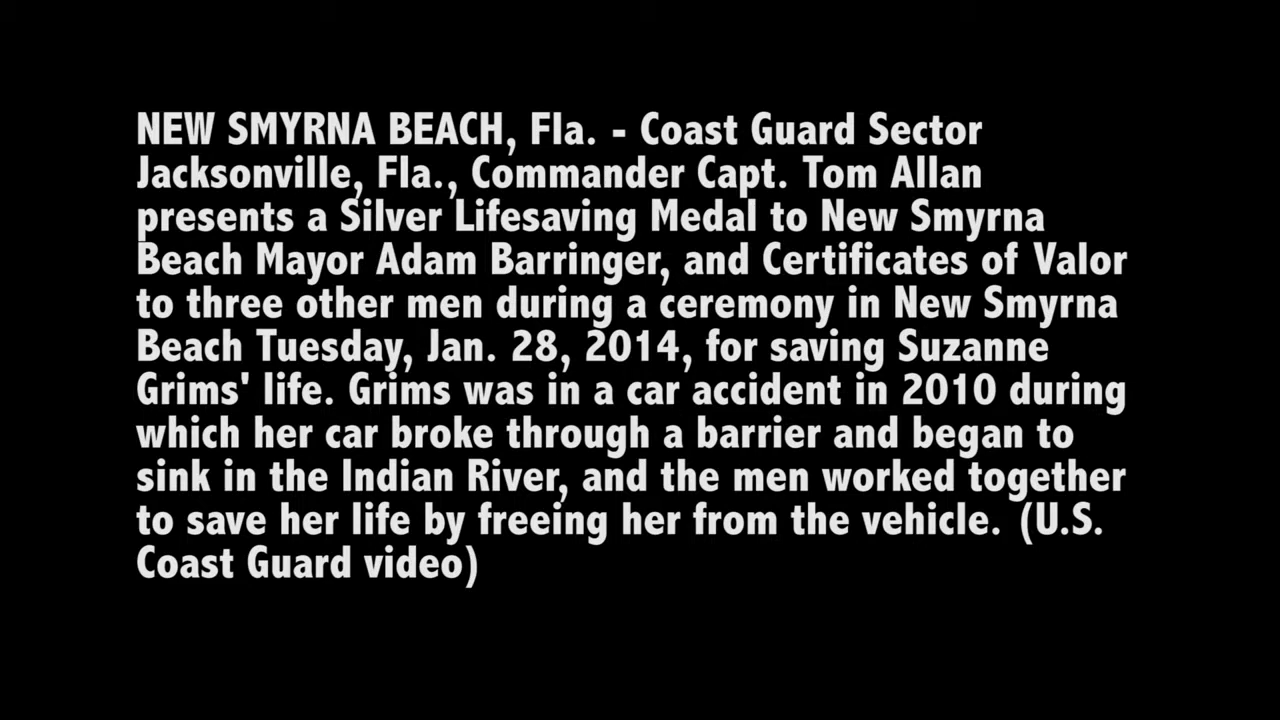 NEW SMYRNA BEACH, Fla. - Coast Guard Sector
Jacksonville, Fla., Commander Capt. Tom Allan
presents a Silver Lifesaving Medal to New Smyrna
Beach Mayor Adam Barringer, and Certificates of Valor
to three other men during a ceremony in New Smyrna
Beach Tuesday, Jan. 28, 2014, for saving Suzanne
Grims' life. Grims was in a car accident in 2010 during
which her car broke through a barrier and began to
sink in the Indian River, and the men worked together
to save her life by freeing her from the vehicle. (U.S.
Coast Guard video)